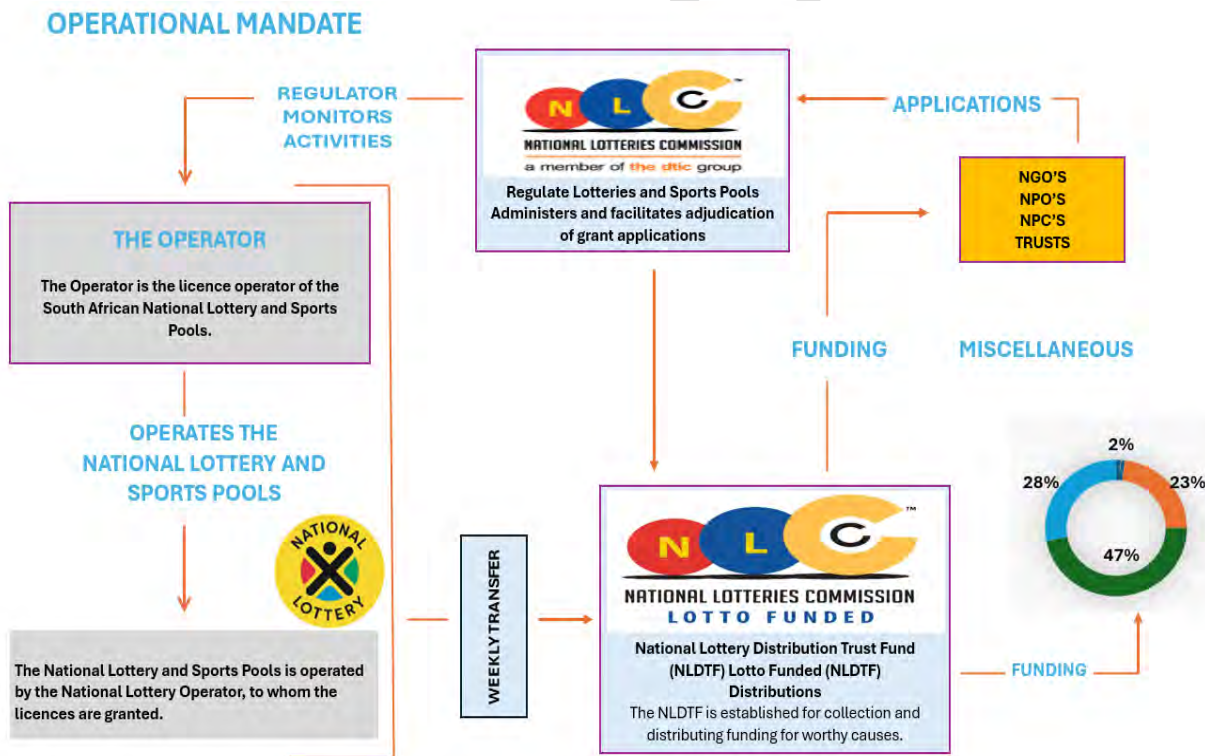 OPERATIONAL MANDATE
REGULATOR
MONITORS
ACTIVITIES
N L C
™
NATIONAL LOTTERIES COMMISSION
a member of the dtic group
Regulate Lotteries and Sports Pools
Administers and facilitates adjudication
of grant applications
APPLICATIONS
NGO'S
NPO'S
NPC'S
TRUSTS
THE OPERATOR
The Operator is the licence operator of the
South African National Lottery and Sports
Pools.
OPERATES THE
NATIONAL LOTTERY AND
SPORTS POOLS
NATIONAL
LOTTERY
The National Lottery and Sports Pools is operated
by the National Lottery Operator, to whom the
licences are granted.
WEEKLY TRANSFER
FUNDING
MISCELLANEOUS
N L C
™
NATIONAL LOTTERIES COMMISSION
LOTTO FUNDED
National Lottery Distribution Trust Fund
(NLDTF) Lotto Funded (NLDTF)
Distributions
The NLDTF is established for collection and
distributing funding for worthy causes.
2%
28%
23%
47%
FUNDING